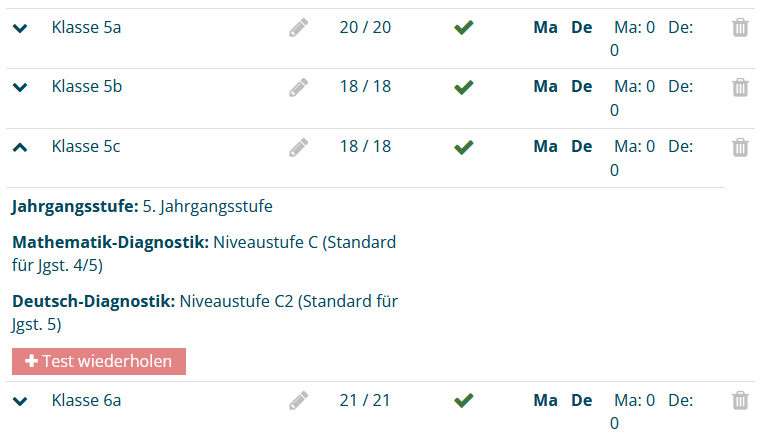 Klasse 5a 20 / 20 Ma De Ma: 0 De:
0
Klasse 5b 18 / 18 Ma De Ma: 0 De:
0
Klasse 5c 18 / 18 Ma De Ma: 0 De:
0
Jahrgangsstufe: 5. Jahrgangsstufe
Mathematik-Diagnostik: Niveaustufe C (Standard
für Jgst. 4/5)
Deutsch-Diagnostik: Niveaustufe C2 (Standard für
Jgst. 5)
Test wiederholen
Klasse 6a 21 / 21 Ma De Ma: 0 De:
0